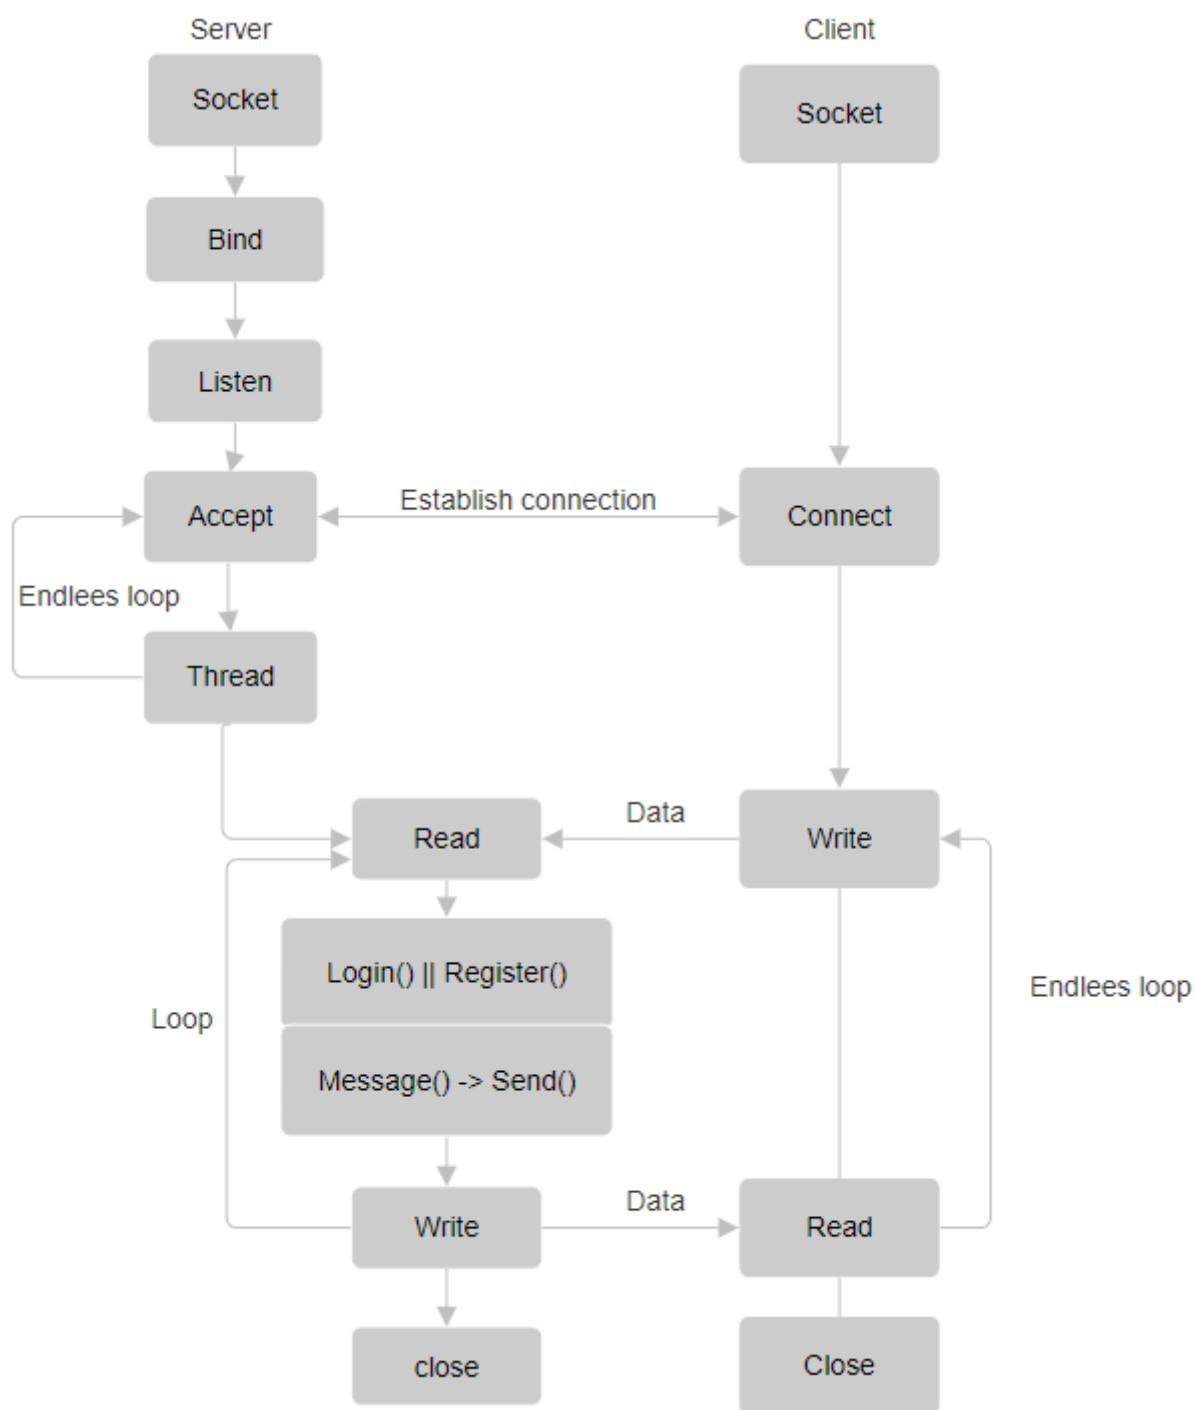 Server
Client
Socket
Socket
Bind
Listen
Accept
Establish connection
Connect
Endlees loop
Thread
Read
Data
Write
Login() || Register()
Endlees loop
Loop
Message() -> Send()
Write
Data
Read
close
Close